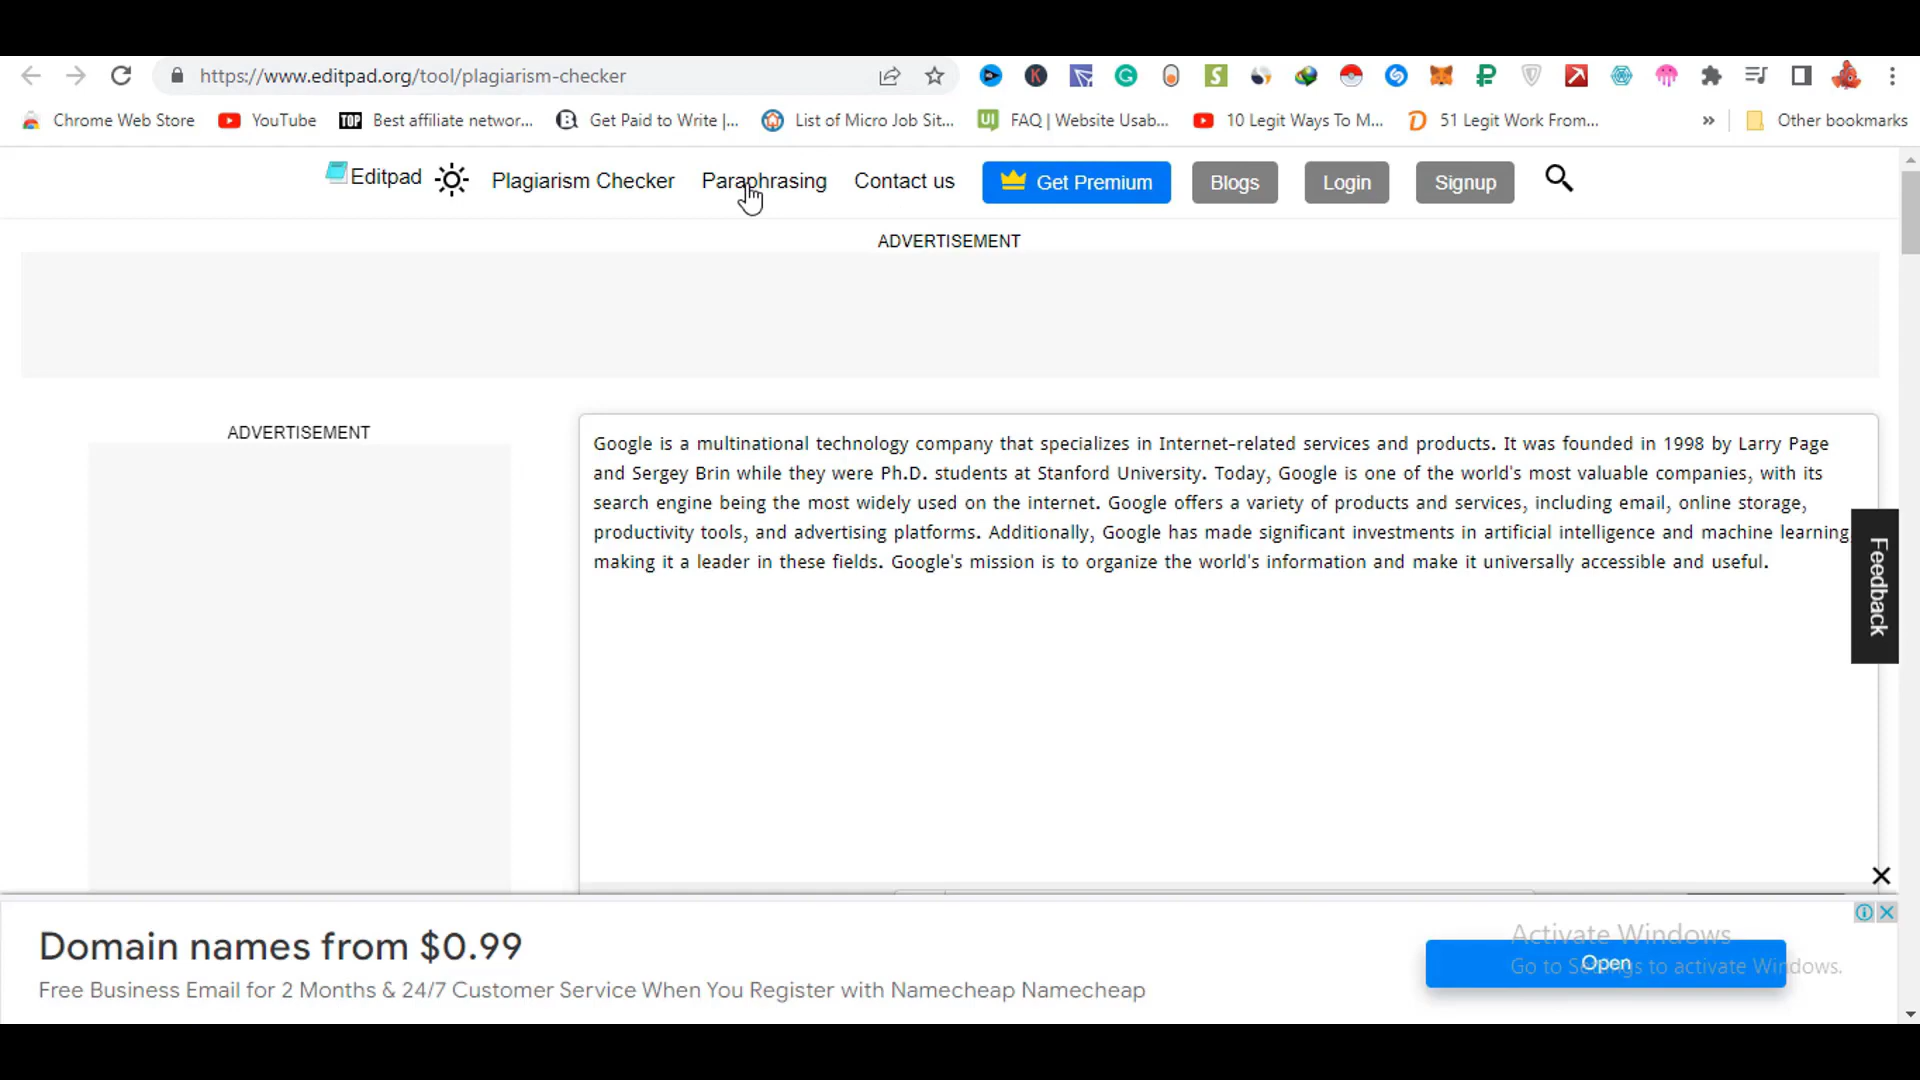 https://www.editpad.org/tool/plagiarism-checker
Chrome Web Store YouTube TOP Best affiliate networ... Get Paid to Write |... List of Micro Job Sit... UI FAQ | Website Usab... 10 Legit Ways To M... 51 Legit Work From... » Other bookmarks
Editpad Plagiarism Checker Paraphrasing Contact us Get Premium Blogs Login Signup
ADVERTISEMENT
ADVERTISEMENT
Google is a multinational technology company that specializes in Internet-related services and products. It was founded in 1998 by Larry Page
and Sergey Brin while they were Ph.D. students at Stanford University. Today, Google is one of the world's most valuable companies, with its
search engine being the most widely used on the internet. Google offers a variety of products and services, including email, online storage,
productivity tools, and advertising platforms. Additionally, Google has made significant investments in artificial intelligence and machine learning,
making it a leader in these fields. Google's mission is to organize the world's information and make it universally accessible and useful.
Feedback
Domain names from $0.99
Free Business Email for 2 Months & 24/7 Customer Service When You Register with Namecheap Namecheap
Open
Activate Windows
Go to Settings to activate Windows.